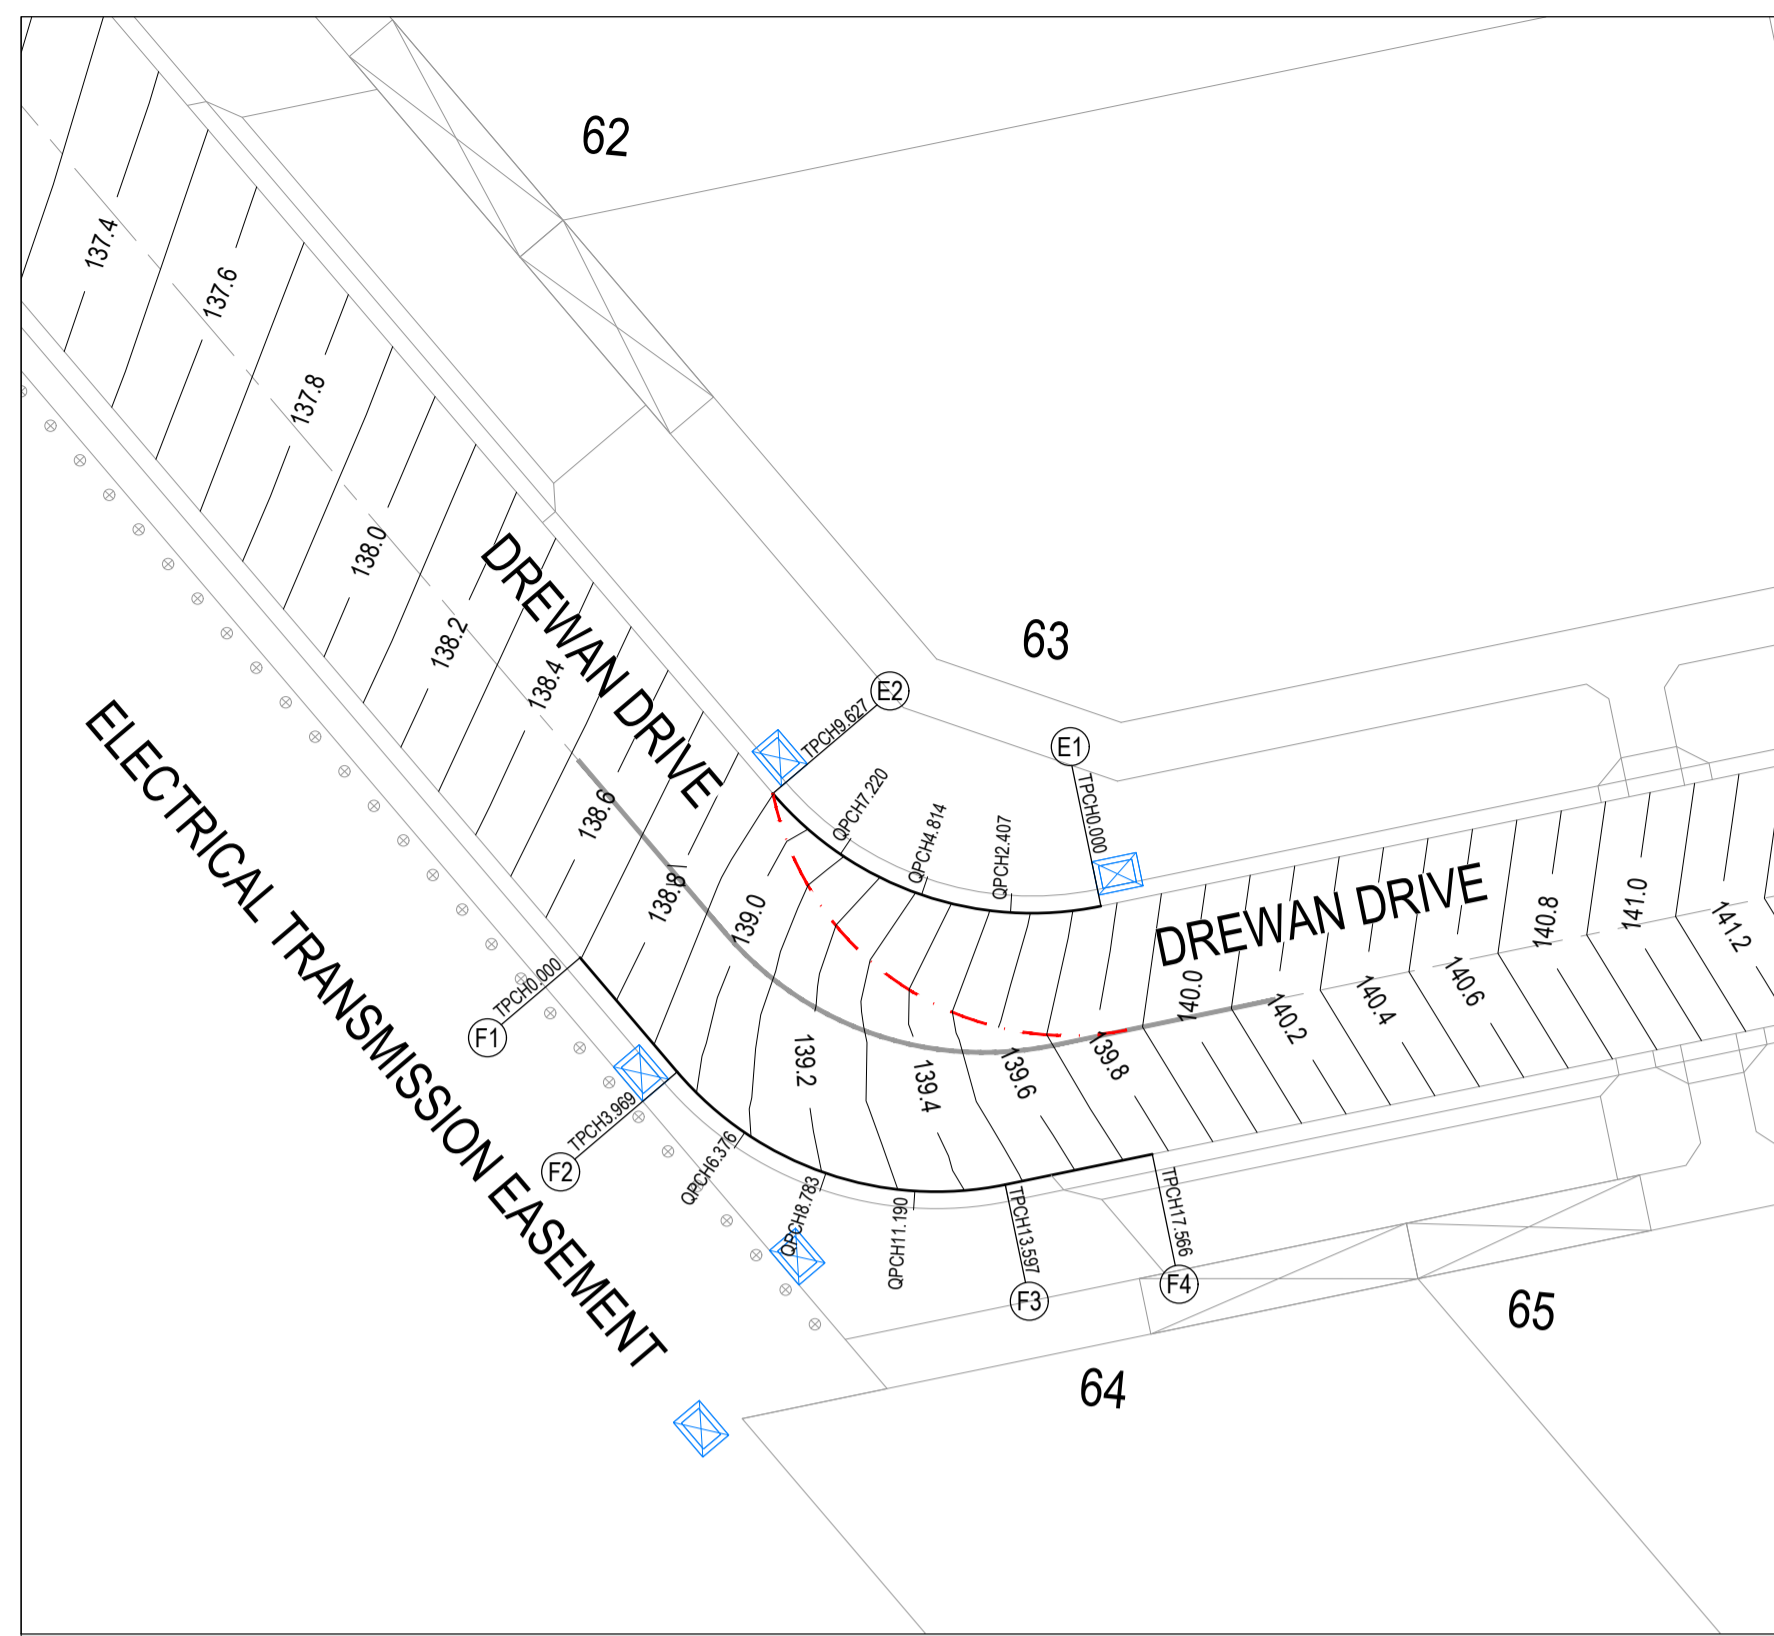 62
137.4
137.6
137.8
138.0
138.2
138.4
138.6
138.8
139.0
139.2
139.4
139.6
139.8
140.0
140.2
140.4
140.6
140.8
141.0
141.2
DREWAN DRIVE
63
E2
TPCH9.627
E1
TPCH0.000
QPCH7.220
QPCH4.814
QPCH2.407
DREWAN DRIVE
ELECTRICAL TRANSMISSION EASEMENT
TPCH0.000
F1
TPCH3.969
F2
QPCH6.376
QPCH8.783
QPCH11.190
TPCH13.597
F3
TPCH17.566
F4
65
64